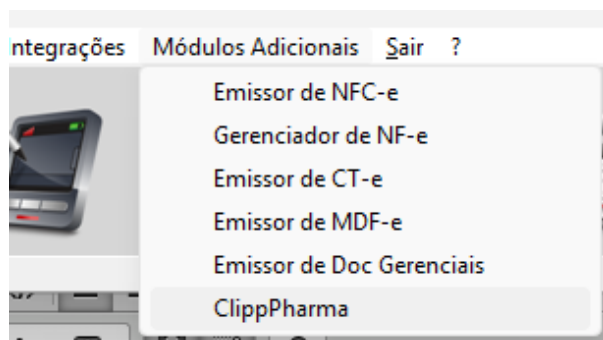 Integrações Módulos Adicionais Sair ?
Emissor de NFC-e
Gerenciador de NF-e
Emissor de CT-e
Emissor de MDF-e
Emissor de Doc Gerenciais
ClippPharma